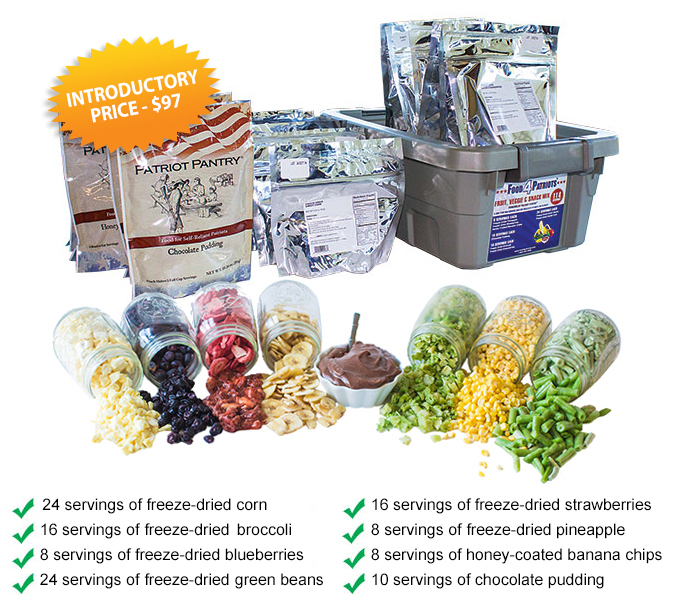 INTRODUCTORY
PRICE - $97
PATRIOT PANTRY
Food for Self-Reliant Patriots
Chocolate Pudding
FOOD4PATRIOTS
FRUIT, VEGGIE & SNACK MIX
114
24 servings of freeze-dried corn
16 servings of freeze-dried broccoli
8 servings of freeze-dried blueberries
24 servings of freeze-dried green beans
16 servings of freeze-dried strawberries
8 servings of freeze-dried pineapple
8 servings of honey-coated banana chips
10 servings of chocolate pudding